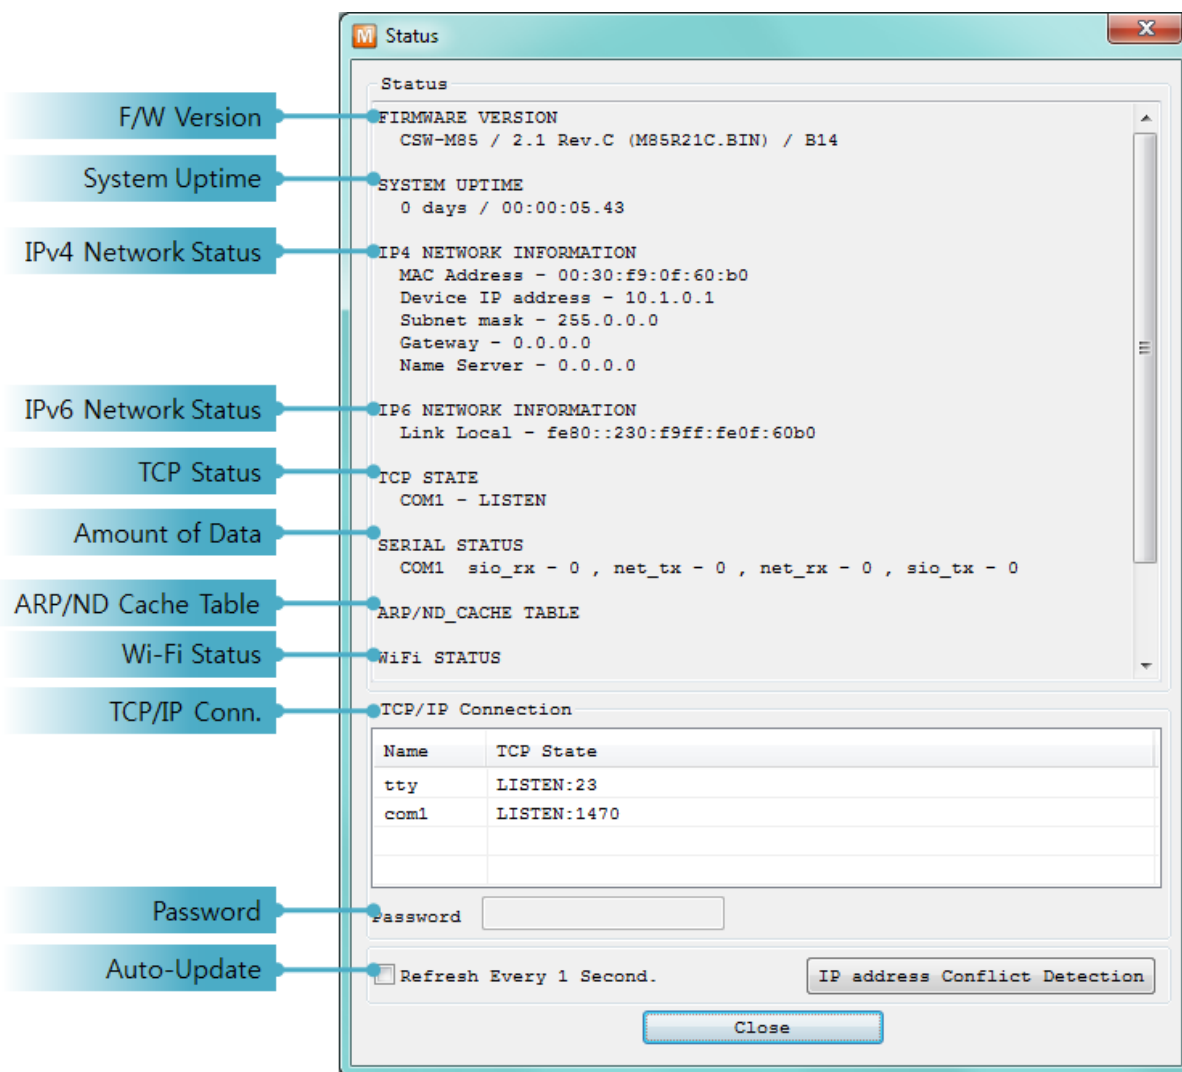 M Status
X
Status
F/W Version
FIRMWARE VERSION
CSW-M85 / 2.1 Rev.C (M85R21C.BIN) / B14
System Uptime
SYSTEM UPTIME
0 days / 00:00:05.43
IPv4 Network Status
IP4 NETWORK INFORMATION
MAC Address - 00:30:f9:0f:60:b0
Device IP address - 10.1.0.1
Subnet mask - 255.0.0.0
Gateway - 0.0.0.0
Name Server - 0.0.0.0
IPv6 Network Status
IP6 NETWORK INFORMATION
Link Local - fe80::230:f9ff:fe0f:60b0
TCP Status
TCP STATE
COM1 - LISTEN
Amount of Data
SERIAL STATUS
COM1 sio_rx - 0 , net_tx - 0 , net_rx - 0 , sio_tx - 0
ARP/ND Cache Table
ARP/ND_CACHE TABLE
Wi-Fi Status
WiFi STATUS
TCP/IP Conn.
TCP/IP Connection
Name TCP State
tty LISTEN:23
com1 LISTEN:1470
Password
Password
Auto-Update
Refresh Every 1 Second.
IP address Conflict Detection
Close